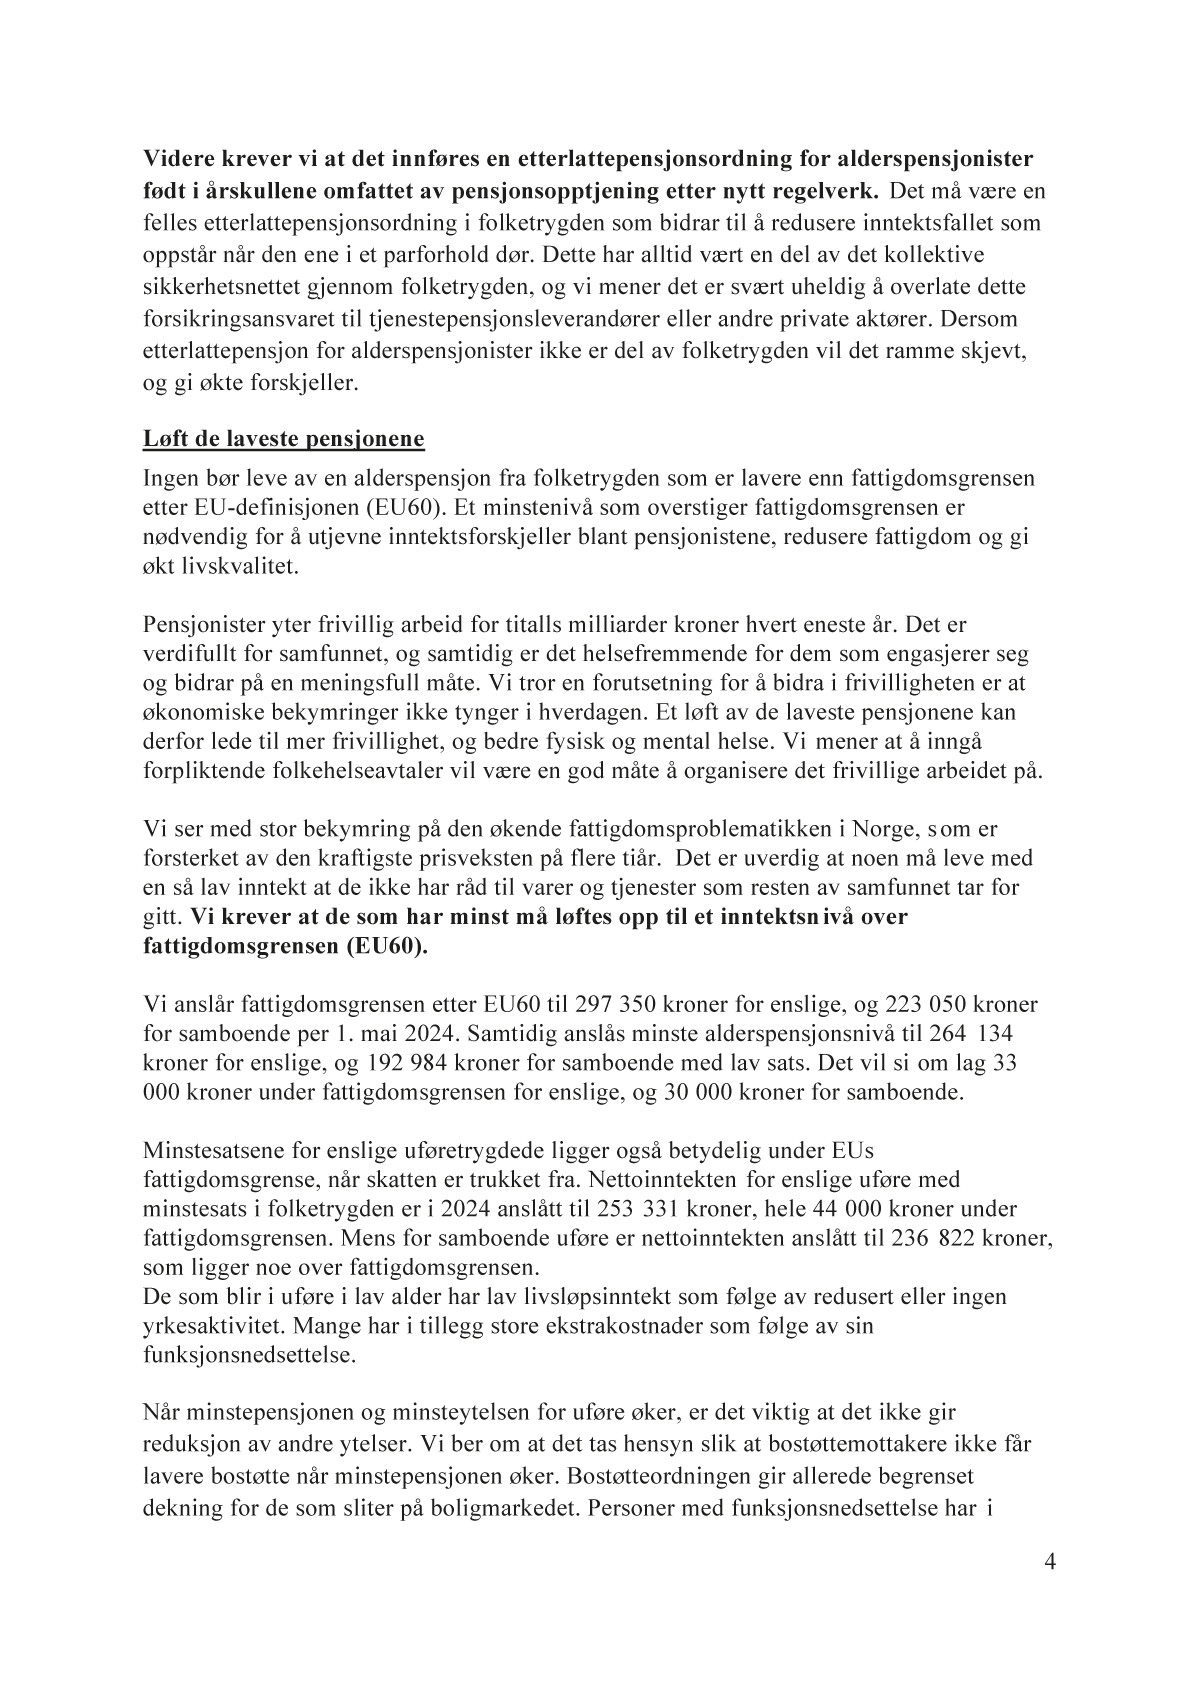 Videre krever vi at det innføres en etterlattepensjonsordning for alderspensjonister
født i årskullene omfattet av pensjonsopptjening etter nytt regelverk. Det må være en
felles etterlattepensjonsordning i folketrygden som bidrar til å redusere inntektsfallet som
oppstår når den ene i et parforhold dør. Dette har alltid vært en del av det kollektive
sikkerhetsnettet gjennom folketrygden, og vi mener det er svært uheldig å overlate dette
forsikringsansvaret til tjenestepensjonsleverandører eller andre private aktører. Dersom
etterlattepensjon for alderspensjonister ikke er del av folketrygden vil det ramme skjevt,
og gi økte forskjeller.
Løft de laveste pensjonene
Ingen bør leve av en alderspensjon fra folketrygden som er lavere enn fattigdomsgrensen
etter EU-definisjonen (EU60). Et minstenivå som overstiger fattigdomsgrensen er
nødvendig for å utjevne inntektsforskjeller blant pensjonistene, redusere fattigdom og gi
økt livskvalitet.
Pensjonister yter frivillig arbeid for titalls milliarder kroner hvert eneste år. Det er
verdifullt for samfunnet, og samtidig er det helsefremmende for dem som engasjerer seg
og bidrar på en meningsfull måte. Vi tror en forutsetning for å bidra i frivilligheten er at
økonomiske bekymringer ikke tynger i hverdagen. Et løft av de laveste pensjonene kan
derfor lede til mer frivillighet, og bedre fysisk og mental helse. Vi mener at å inngå
forpliktende folkehelseavtaler vil være en god måte å organisere det frivillige arbeidet på.
Vi ser med stor bekymring på den økende fattigdomsproblematikken i Norge, som er
forsterket av den kraftigste prisveksten på flere tiår. Det er uverdig at noen må leve med
en så lav inntekt at de ikke har råd til varer og tjenester som resten av samfunnet tar for
gitt. Vi krever at de som har minst må løftes opp til et inntektsnivå over
fattigdomsgrensen (EU60).
Vi anslår fattigdomsgrensen etter EU60 til 297 350 kroner for enslige, og 223 050 kroner
for samboende per 1. mai 2024. Samtidig anslås minste alderspensjonsnivå til 264 134
kroner for enslige, og 192 984 kroner for samboende med lav sats. Det vil si om lag 33
000 kroner under fattigdomsgrensen for enslige, og 30 000 kroner for samboende.
Minstesatsene for enslige uføretrygdede ligger også betydelig under EUs
fattigdomsgrense, når skatten er trukket fra. Nettoinntekten for enslige uføre med
minstesats i folketrygden er i 2024 anslått til 253 331 kroner, hele 44 000 kroner under
fattigdomsgrensen. Mens for samboende uføre er nettoinntekten anslått til 236 822 kroner,
som ligger noe over fattigdomsgrensen.
De som blir i uføre i lav alder har lav livsløpsinntekt som følge av redusert eller ingen
yrkesaktivitet. Mange har i tillegg store ekstrakostnader som følge av sin
funksjonsnedsettelse.
Når minstepensjonen og minsteytelsen for uføre øker, er det viktig at det ikke gir
reduksjon av andre ytelser. Vi ber om at det tas hensyn slik at bostøttemottakere ikke får
lavere bostøtte når minstepensjonen øker. Bostøtteordningen gir allerede begrenset
dekning for de som sliter på boligmarkedet. Personer med funksjonsnedsettelse har i
4